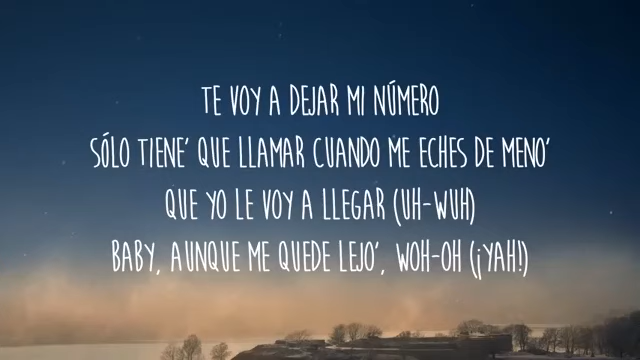 TE VOY A DEJAR MI NÚMERO
SÓLO TIENE' QUE LLAMAR CUANDO ME ECHES DE MENO'
QUE YO LE VOY A LLEGAR (UH-WUH)
BABY, AUNQUE ME QUEDE LEJO', WOH-OH (¡YAH!)